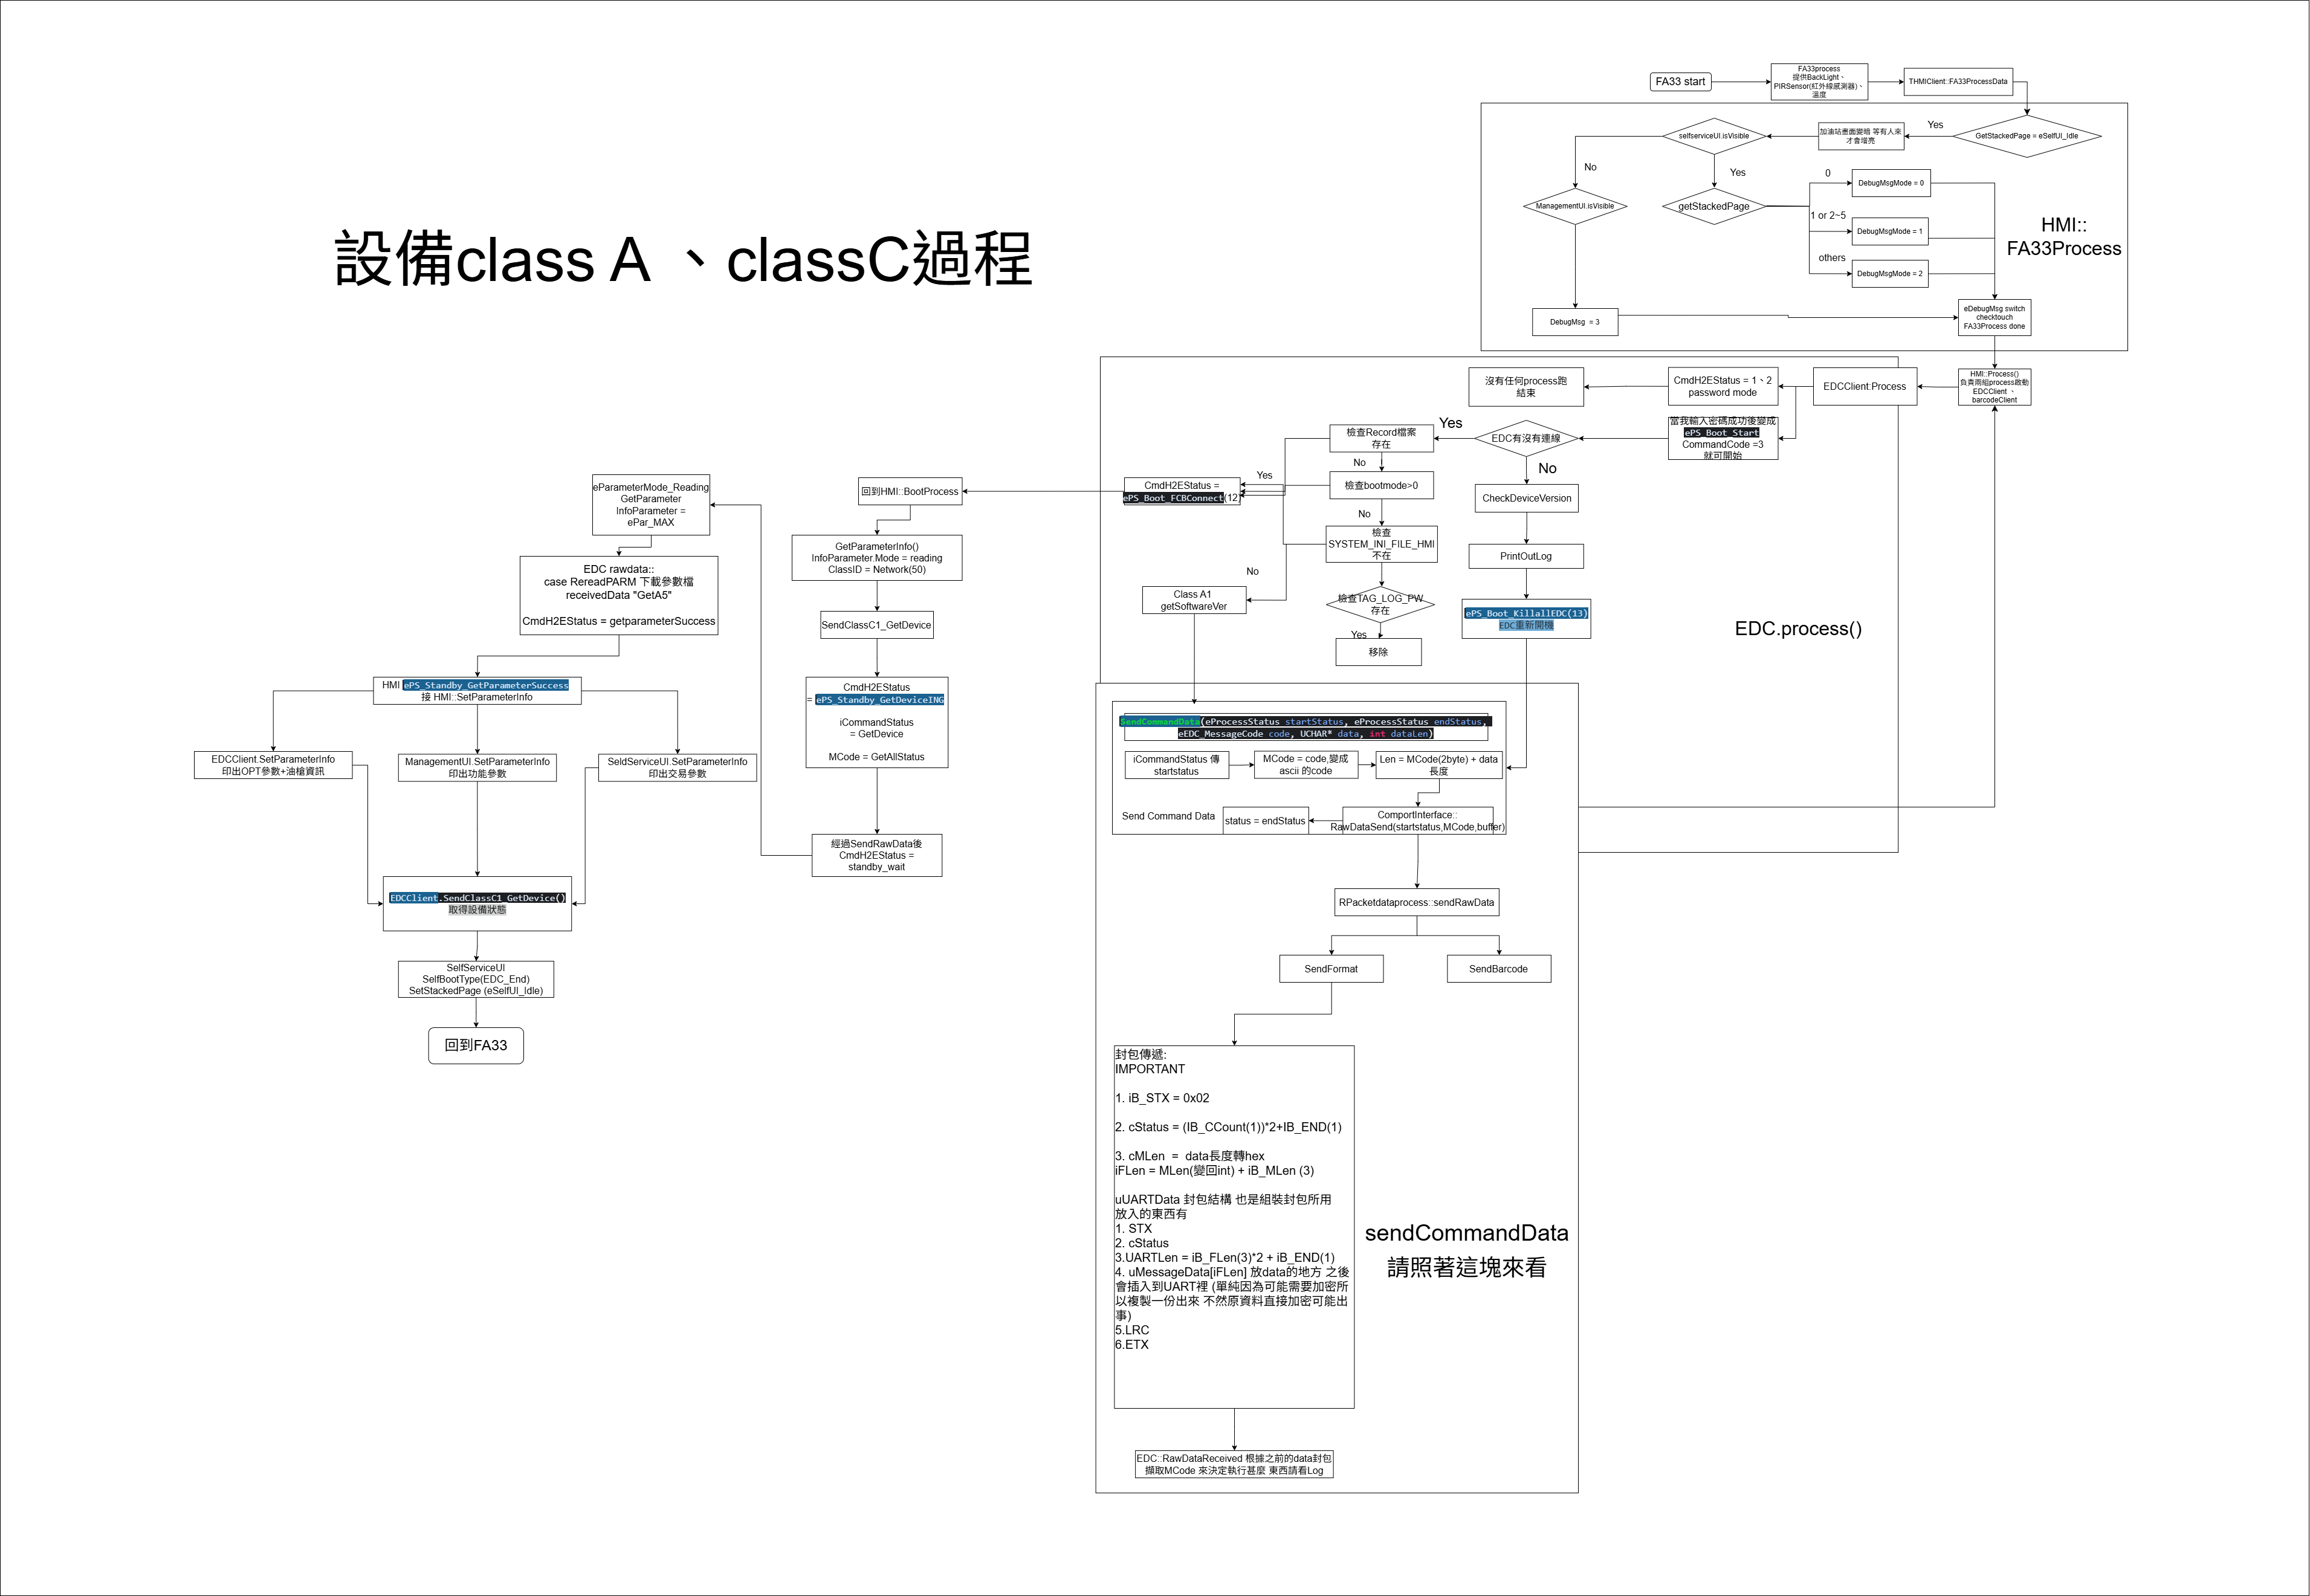 設備class A 、classC過程
FA33 start
FA33process
提供BackLight、
PIRSensor(紅外線感測器)、
溫度
THMIClient::FA33ProcessData
GetStackedPage = eSelfUI_Idle
Yes
加油站畫面變暗 等有人來
才會增亮
selfserviceUI.isVisible
No
Yes
ManagementUI.isVisible
getStackedPage
0
DebugMsgMode = 0
1 or 2~5
DebugMsgMode = 1
others
DebugMsgMode = 2
HMI::
FA33Process
DebugMsg  = 3
eDebugMsg switch
checktouch
FA33Process done
HMI::Process()
負責兩組process啟動
EDCClient 、
barcodeClient
EDCClient:Process
CmdH2EStatus = 1、2
password mode
沒有任何process跑
結束
當我輸入密碼成功後變成
ePS_Boot_Start
CommandCode =3
就可開始
EDC有沒有連線
Yes
No
檢查Record檔案
存在
No
檢查bootmode>0
No
檢查
SYSTEM_INI_FILE_HMI
不在
檢查TAG_LOG_PW
存在
Yes
移除
CheckDeviceVersion
PrintOutLog
ePS_Boot_KillallEDC(13)
EDC重新開機
EDC.process()
Yes
CmdH2EStatus =
ePS_Boot_FCBConnect(12)
No
Class A1
getSoftwareVer
SendCommandData(eProcessStatus startStatus, eProcessStatus endStatus,
eEDC_MessageCode code, UCHAR* data, int dataLen)
iCommandStatus 傳
startstatus
MCode = code,變成
ascii 的code
Len = MCode(2byte) + data
長度
Send Command Data
status = endStatus
ComportInterface::
RawDataSend(startstatus,MCode,buffer)
RPacketdataprocess::sendRawData
SendFormat
SendBarcode
封包傳遞:
IMPORTANT
1. iB_STX = 0x02
2. cStatus = (IB_CCount(1))*2+IB_END(1)
3. cMLen  =  data長度轉hex
iFLen = MLen(變回int) + iB_MLen (3)
uUARTData 封包結構 也是組裝封包所用
放入的東西有
1. STX
2. cStatus
3.UARTLen = iB_FLen(3)*2 + iB_END(1)
4. uMessageData[iFLen] 放data的地方 之後
會插入到UART裡 (單純因為可能需要加密所
以複製一份出來 不然原資料直接加密可能出
事)
5.LRC
6.ETX
sendCommandData
請照著這塊來看
EDC::RawDataReceived 根據之前的data封包
擷取MCode 來決定執行甚麼 東西請看Log
回到HMI::BootProcess
GetParameterInfo()
InfoParameter.Mode = reading
ClassID = Network(50)
SendClassC1_GetDevice
CmdH2EStatus
= ePS_Standby_GetDeviceING
iCommandStatus
= GetDevice
MCode = GetAllStatus
經過SendRawData後
CmdH2EStatus =
standby_wait
eParameterMode_Reading
GetParameter
InfoParameter =
ePar_MAX
EDC rawdata::
case RereadPARM 下載參數檔
receivedData "GetA5"
CmdH2EStatus = getparameterSuccess
HMI ePS_Standby_GetParameterSuccess
接 HMI::SetParameterInfo
EDCClient.SetParameterInfo
印出OPT參數+油槍資訊
ManagementUI.SetParameterInfo
印出功能參數
SeldServiceUI.SetParameterInfo
印出交易參數
EDCClient.SendClassC1_GetDevice()
取得設備狀態
SelfServiceUI
SelfBootType(EDC_End)
SetStackedPage (eSelfUI_Idle)
回到FA33